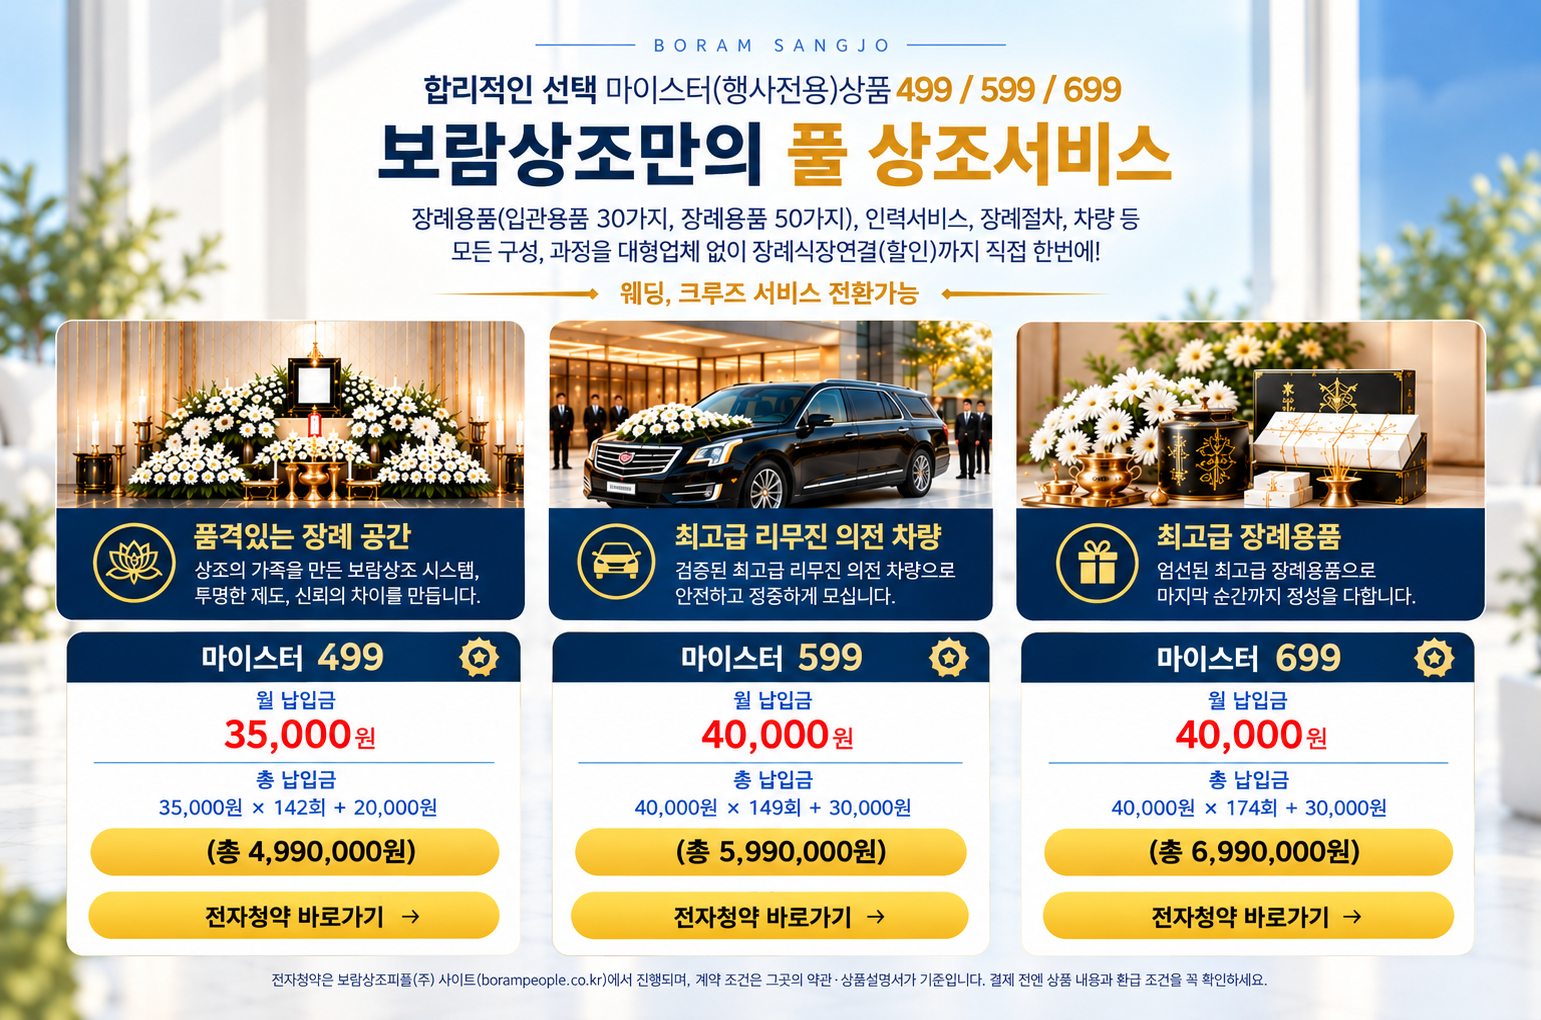 BORAM SANGJO
합리적인 선택 마이스터(행사전용)상품 499 / 599 / 699
보람상조만의 풀 상조서비스
장례용품(입관용품 30가지, 장례용품 50가지), 인력서비스, 장례절차, 차량 등
모든 구성, 과정을 대형업체 없이 장례식장연결(할인)까지 직접 한번에!
웨딩, 크루즈 서비스 전환가능
품격있는 장례 공간
상조의 가족을 만든 보람상조 시스템,
투명한 제도, 신뢰의 차이를 만듭니다.
최고급 리무진 의전 차량
검증된 최고급 리무진 의전 차량으로
안전하고 정중하게 모십니다.
최고급 장례용품
엄선된 최고급 장례용품으로
마지막 순간까지 정성을 다합니다.
마이스터 499
월 납입금
35,000원
총 납입금
35,000원 × 142회 + 20,000원
(총 4,990,000원)
전자청약 바로가기 →
마이스터 599
월 납입금
40,000원
총 납입금
40,000원 × 149회 + 30,000원
(총 5,990,000원)
전자청약 바로가기 →
마이스터 699
월 납입금
40,000원
총 납입금
40,000원 × 174회 + 30,000원
(총 6,990,000원)
전자청약 바로가기 →
전자청약은 보람상조피플(주) 사이트(borampeople.co.kr)에서 진행되며, 계약 조건은 그곳의 약관·상품설명서가 기준입니다. 결제 전엔 상품 내용과 환급 조건을 꼭 확인하세요.